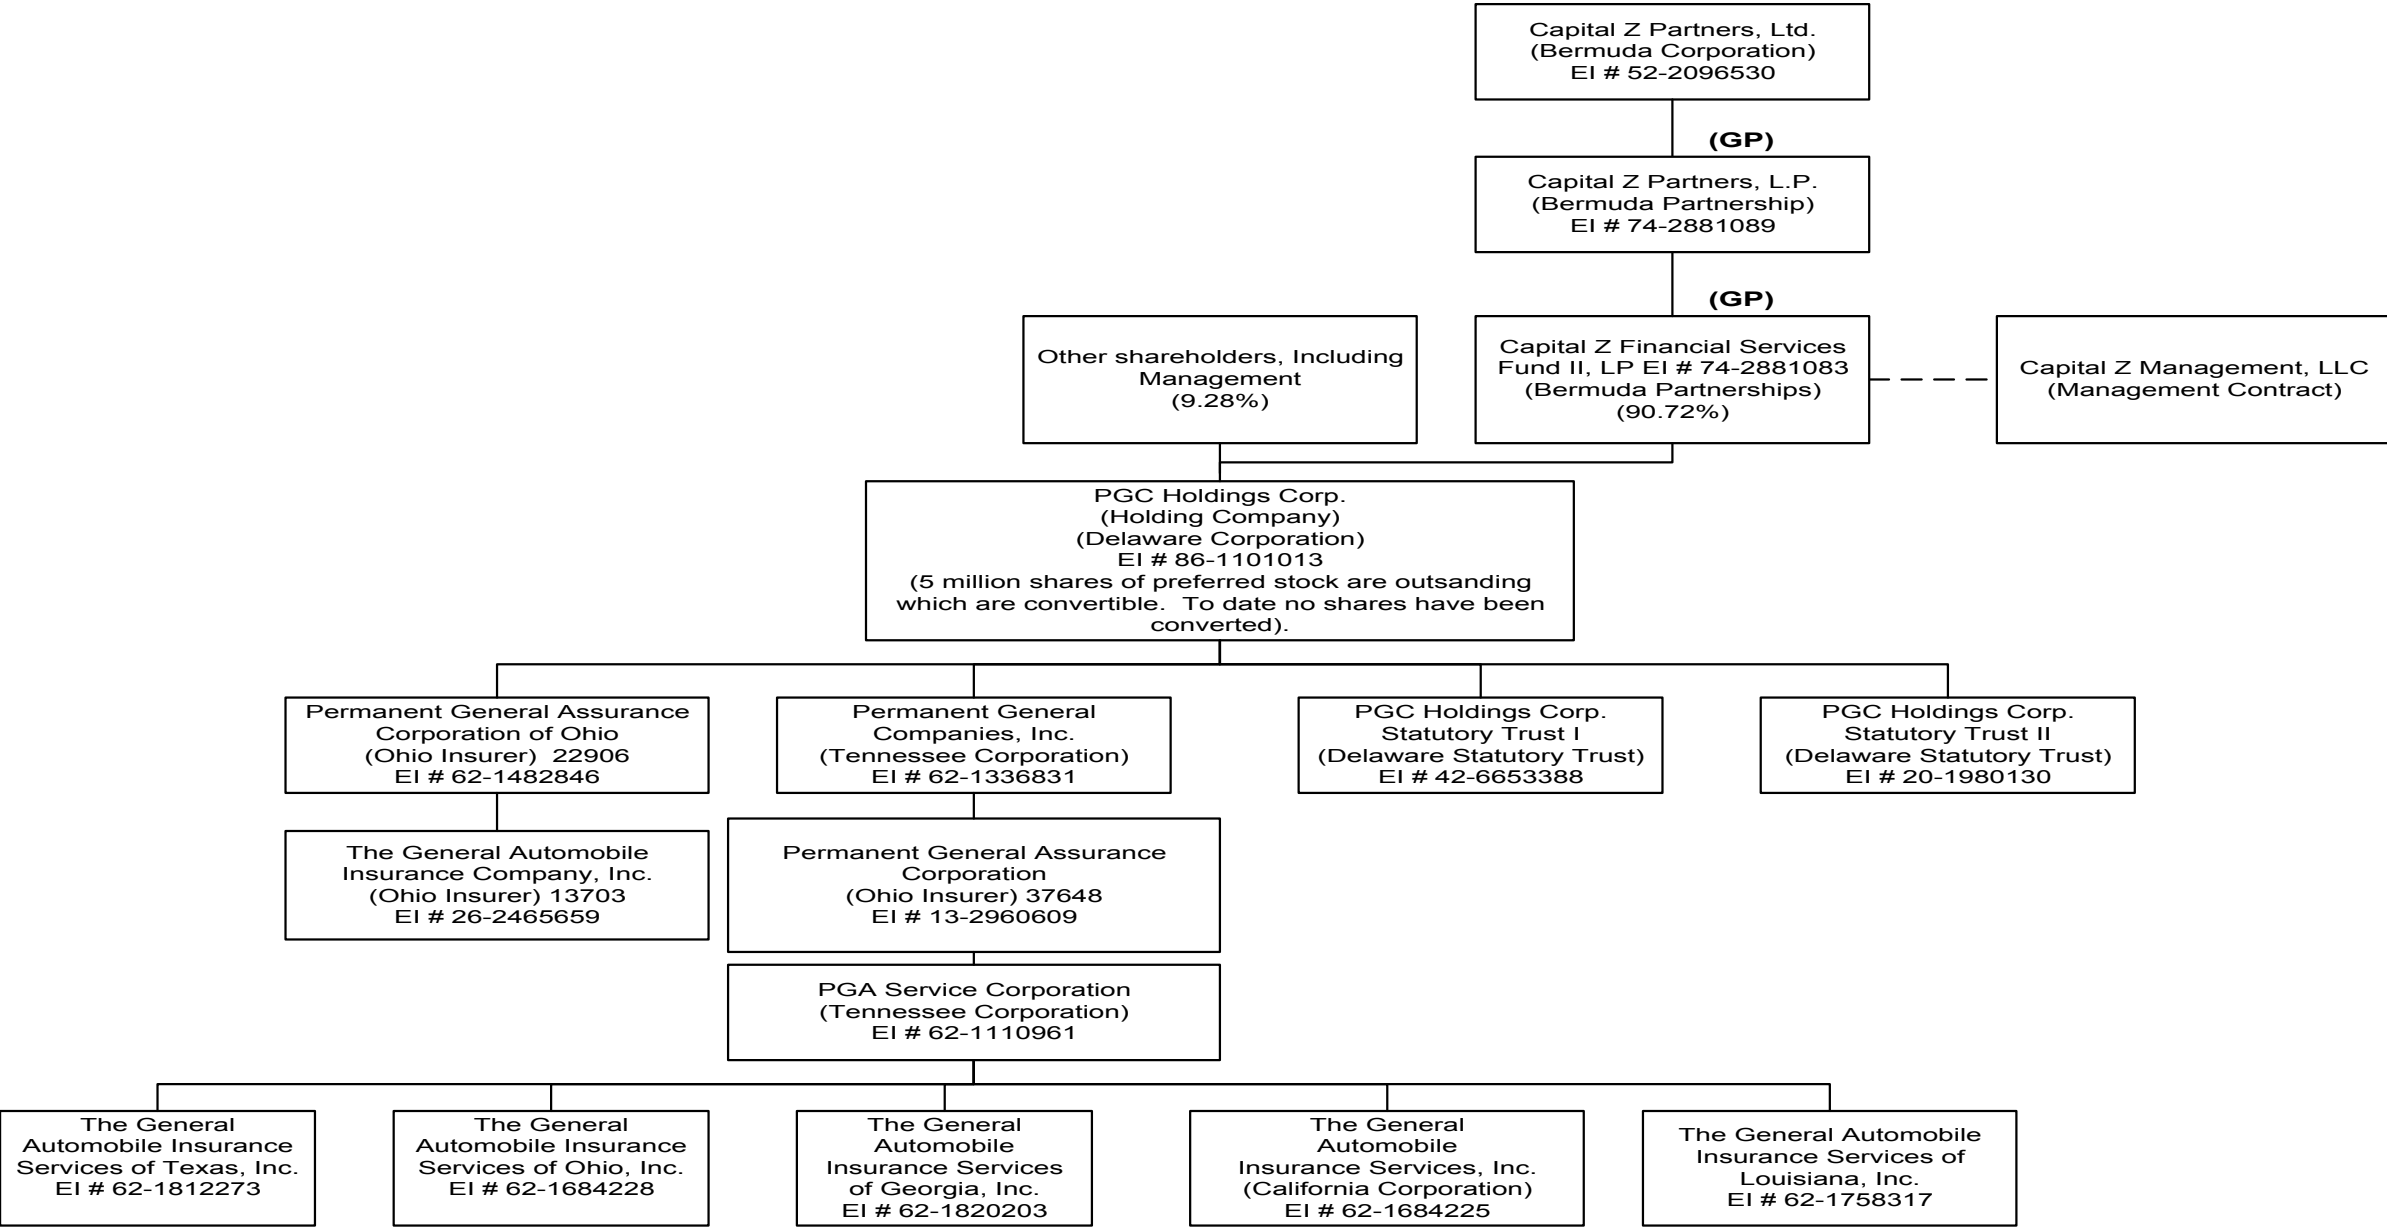 Capital Z Partners, Ltd.
(Bermuda Corporation)
EI # 52-2096530
(GP)
Capital Z Partners, L.P.
(Bermuda Partnership)
EI # 74-2881089
(GP)
Other shareholders, Including
Management
(9.28%)
Capital Z Financial Services
Fund II, LP EI # 74-2881083
(Bermuda Partnerships)
(90.72%)
Capital Z Management, LLC
(Management Contract)
PGC Holdings Corp.
(Holding Company)
(Delaware Corporation)
EI # 86-1101013
(5 million shares of preferred stock are outsanding
which are convertible.  To date no shares have been
converted).
Permanent General Assurance
Corporation of Ohio
(Ohio Insurer)  22906
EI # 62-1482846
Permanent General
Companies, Inc.
(Tennessee Corporation)
EI # 62-1336831
PGC Holdings Corp.
Statutory Trust I
(Delaware Statutory Trust)
EI # 42-6653388
PGC Holdings Corp.
Statutory Trust II
(Delaware Statutory Trust)
EI # 20-1980130
The General Automobile
Insurance Company, Inc.
(Ohio Insurer) 13703
EI # 26-2465659
Permanent General Assurance
Corporation
(Ohio Insurer) 37648
EI # 13-2960609
PGA Service Corporation
(Tennessee Corporation)
EI # 62-1110961
The General
Automobile Insurance
Services of Texas, Inc.
EI # 62-1812273
The General
Automobile Insurance
Services of Ohio, Inc.
EI # 62-1684228
The General
Automobile
Insurance Services
of Georgia, Inc.
EI # 62-1820203
The General
Automobile
Insurance Services, Inc.
(California Corporation)
EI # 62-1684225
The General Automobile
Insurance Services of
Louisiana, Inc.
EI # 62-1758317